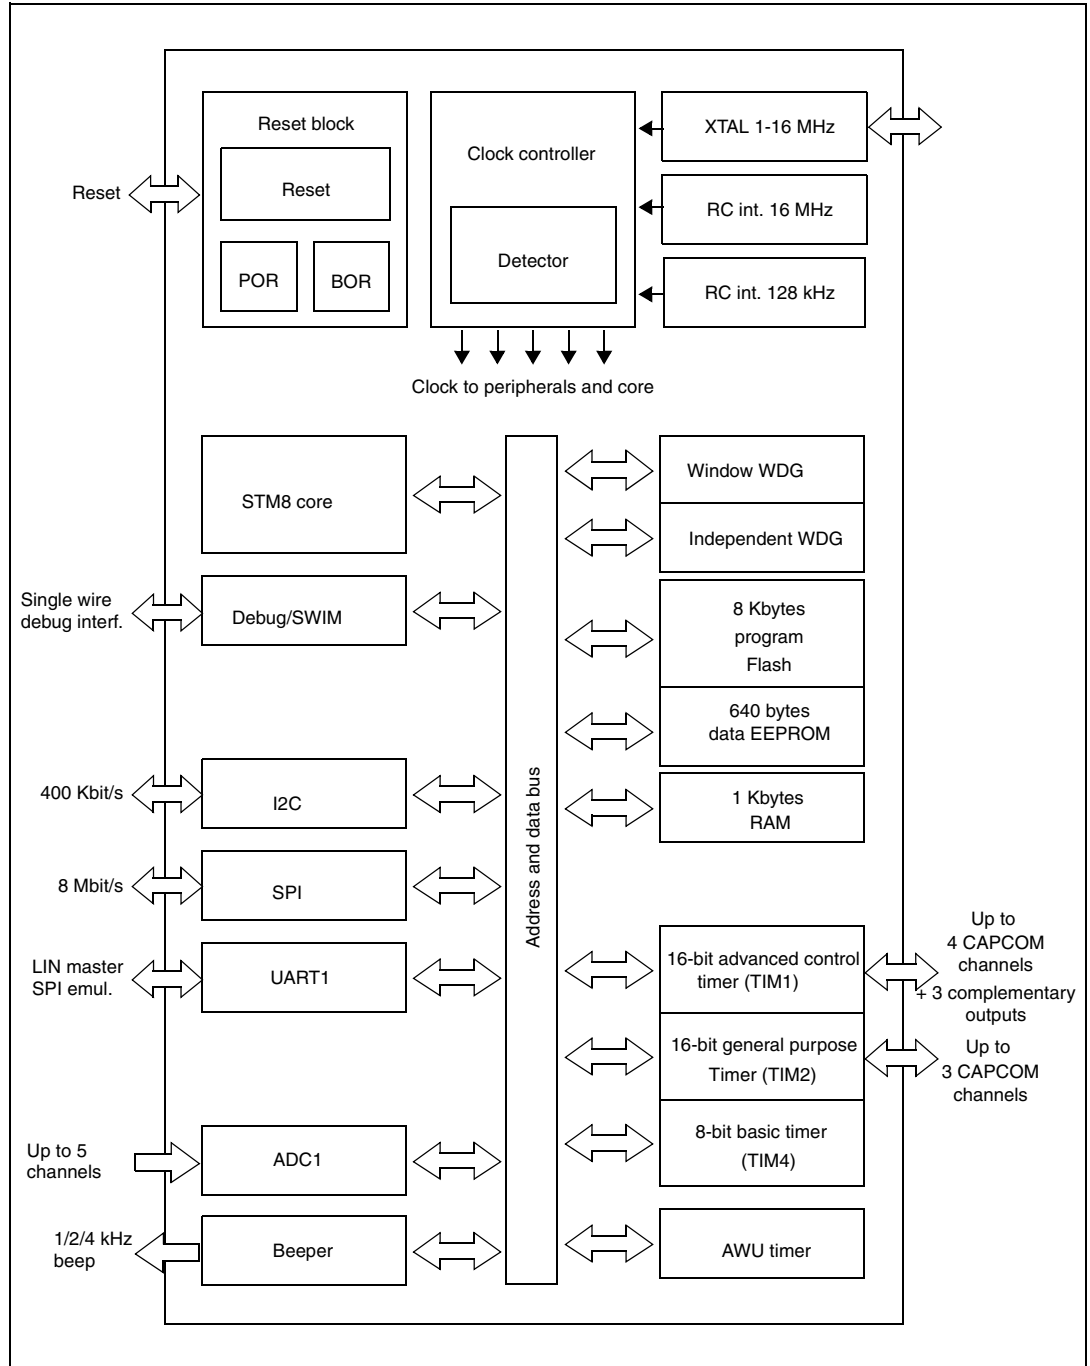 Reset block
Reset
POR
BOR
Reset
Clock controller
Detector
XTAL 1-16 MHz
RC int. 16 MHz
RC int. 128 kHz
Clock to peripherals and core
STM8 core
Single wire
debug interf.
Debug/SWIM
400 Kbit/s
I2C
8 Mbit/s
SPI
LIN master
SPI emul.
UART1
Up to 5
channels
ADC1
1/2/4 kHz
beep
Beeper
Address and data bus
Window WDG
Independent WDG
8 Kbytes
program
Flash
640 bytes
data EEPROM
1 Kbytes
RAM
16-bit advanced control
timer (TIM1)
Up to
4 CAPCOM
channels
+ 3 complementary
outputs
16-bit general purpose
Timer (TIM2)
Up to
3 CAPCOM
channels
8-bit basic timer
(TIM4)
AWU timer